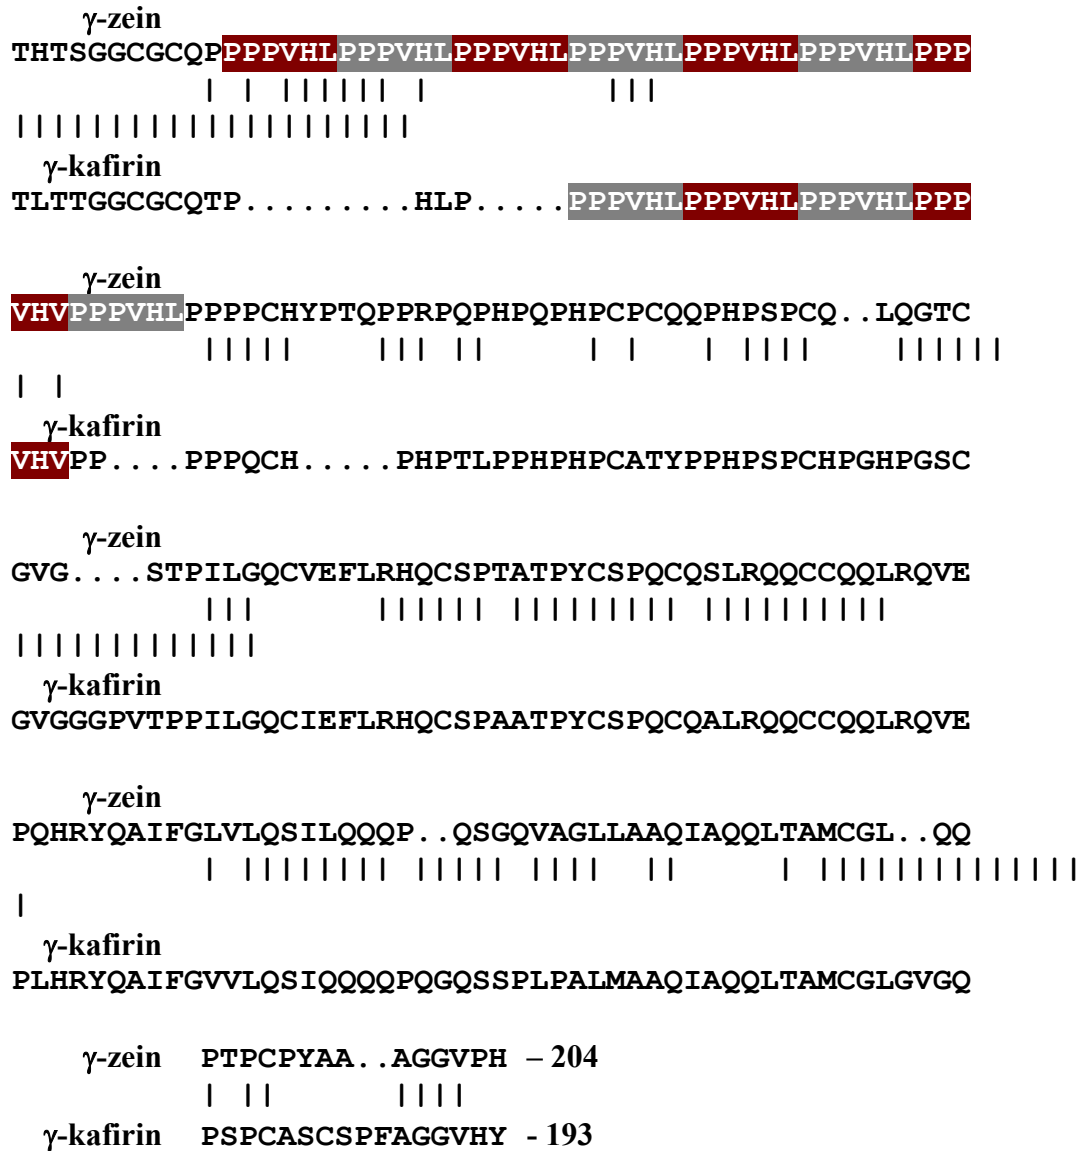 γ-zein
THTSGGCGCQPPPPVHLPPPVHLPPPVHLPPPVHLPPPVHLPPPVHLPPP
| | |||||| | |||
|||||||||||||||||||||
γ-kafirin
TLTTGGCGCQTP.........HLP.....PPPVHLPPPVHLPPPVHLPPP
γ-zein
VHVPPPVHLPPPPCHYPTQPPRPQPHPQPHPCPCQQPHPSPCQ..LQGTC
||||| ||| || | | | |||| ||||||
| |
γ-kafirin
VHVPP....PPPQCH.....PHPTLPPHPHPCATYPPHPSPCHPGHPGSC
γ-zein
GVG....STPILGQCVEFLRHQCSPTATPYCSPQCQSLRQQCCQQLRQVE
||| |||||| ||||||||| ||||||||||
|||||||||||||
γ-kafirin
GVGGGPVTPPILGQCIEFLRHQCSPAATPYCSPQCQALRQQCCQQLRQVE
γ-zein
PQHRYQAIFGLVLQSILQQQP..QSGQVAGLLAAQIAQQLTAMCGL..QQ
| |||||||| ||||| |||| || | ||||||||||||||
|
γ-kafirin
PLHRYQAIFGVVLQSIQQQQPQGQSSPLPALMAAQIAQQLTAMCGLGVGQ
γ-zein PTPCPYAA..AGGVPH – 204
| || ||||
γ-kafirin PSPCASCSPFAGGVHY - 193